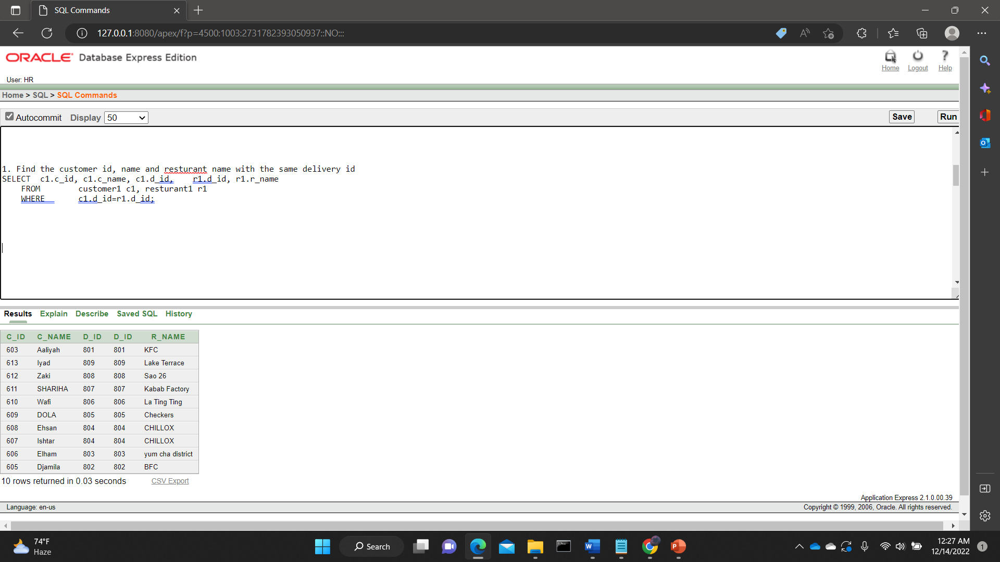 SQL Commands
127.0.0.1:8080/apex/f?p=4500:1003:2731782393050937::NO:::
ORACLE Database Express Edition
Home Logout Help
User: HR
Home > SQL > SQL Commands
Autocommit Display 50 Save Run
1. Find the customer id, name and resturant name with the same delivery id
SELECT c1.c_id, c1.c_name, c1.d_id, r1.d_id, r1.r_name
FROM customer1 c1, resturant1 r1
WHERE c1.d_id=r1.d_id;
Results Explain Describe Saved SQL History
C_ID C_NAME D_ID D_ID R_NAME
603 Aaliyah 801 801 KFC
613 Iyad 809 809 Lake Terrace
612 Zaki 808 808 Sao 26
611 SHARIHA 807 807 Kabab Factory
610 Wafi 806 806 La Ting Ting
609 DOLA 805 805 Checkers
608 Ehsan 804 804 CHILLOX
607 Ishtar 804 804 CHILLOX
606 Elham 803 803 yum cha district
605 Djamila 802 802 BFC
10 rows returned in 0.03 seconds CSV Export
Application Express 2.1.0.00.39
Language: en-us Copyright © 1999, 2006, Oracle. All rights reserved.
74°F
Haze
Search
12:27 AM
12/14/2022
1